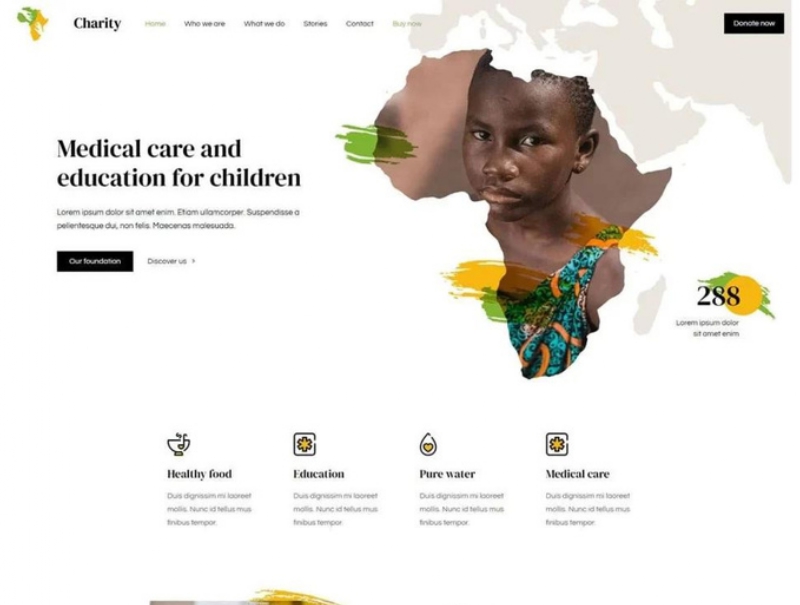 Charity
Home Who we are What we do Stories Contact Buy now
Donate now
Medical care and
education for children
Lorem ipsum dolor sit amet enim. Etiam ullamcorper. Suspendisse a
pellentesque dui, non felis. Maecenas malesuada.
Our foundation Discover us >
288
Lorem ipsum dolor
sit amet enim
Healthy food
Duis dignissim mi laoreet
mollis. Nunc id tellus mus
finibus tempor.
Education
Duis dignissim mi laoreet
mollis. Nunc id tellus mus
finibus tempor.
Pure water
Duis dignissim mi laoreet
mollis. Nunc id tellus mus
finibus tempor.
Medical care
Duis dignissim mi laoreet
mollis. Nunc id tellus mus
finibus tempor.